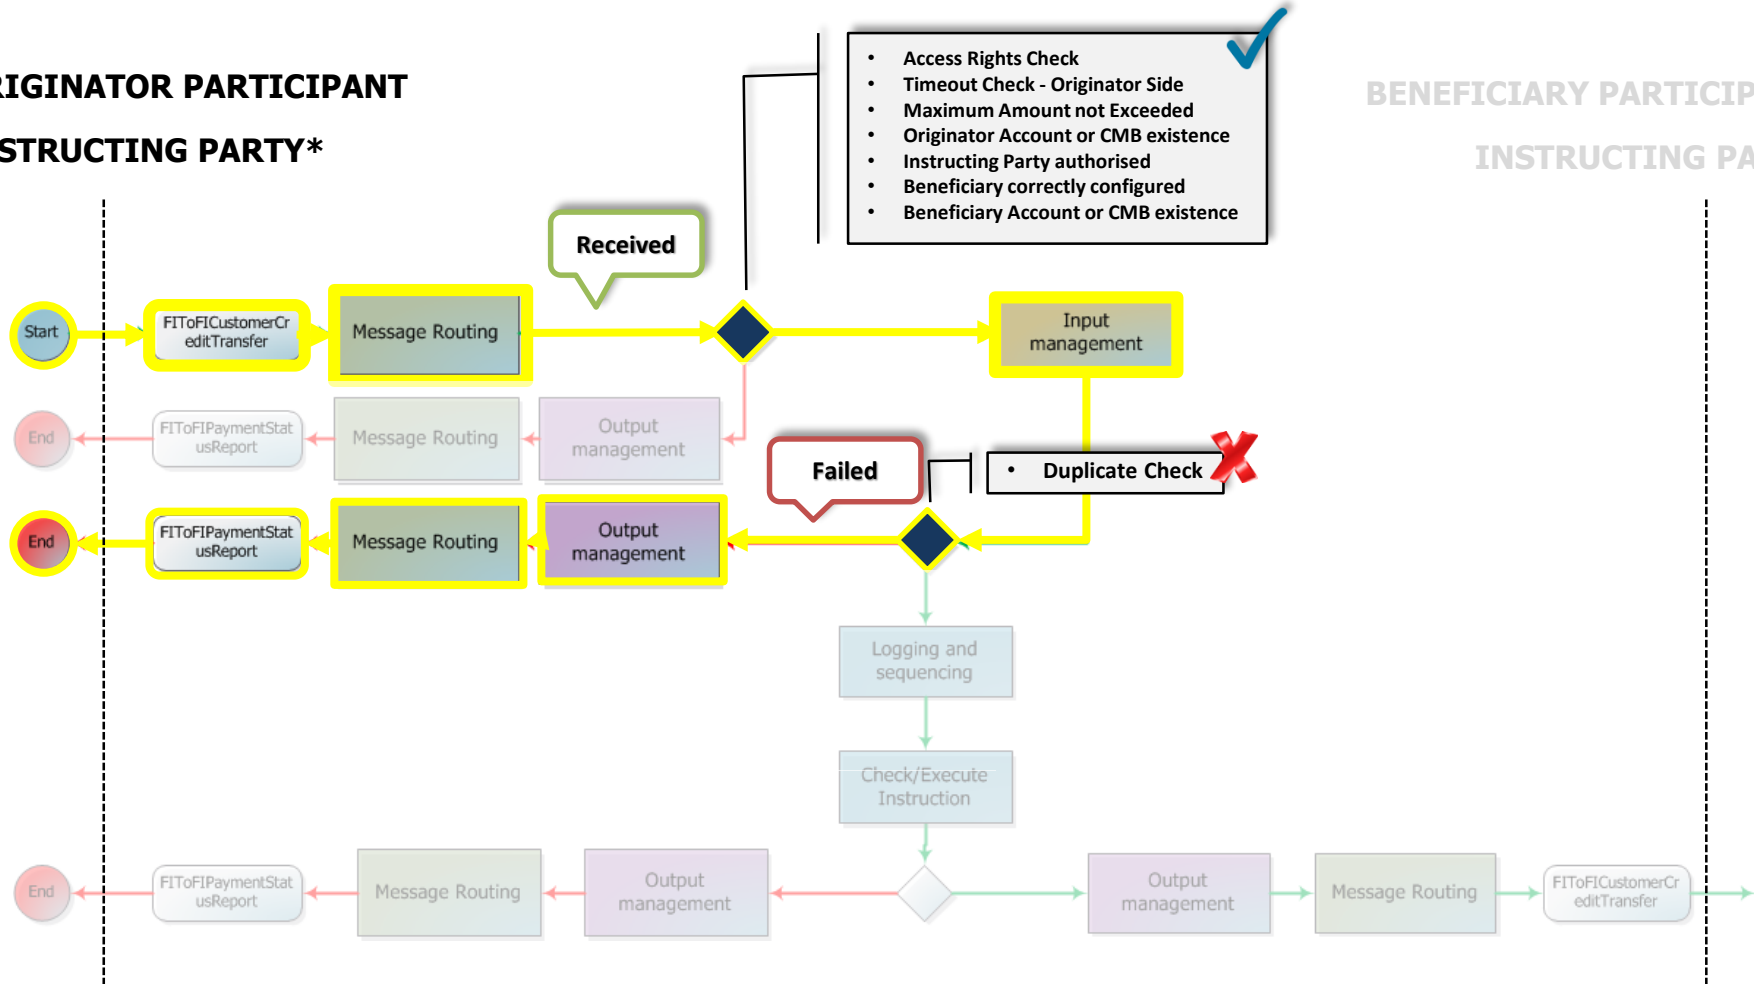 • Access Rights Check
• Timeout Check - Originator Side
• Maximum Amount not Exceeded
• Originator Account or CMB existence
• Instructing Party authorised
• Beneficiary correctly configured
• Beneficiary Account or CMB existence
RIGINATOR PARTICIPANT
STRUCTING PARTY*
BENEFICIARY PARTICIP
INSTRUCTING PA
Received
Start
FIToFICustomerCr
editTransfer
Message Routing
Input
management
End
FIToFIPaymentStat
usReport
Message Routing
Output
management
Failed
• Duplicate Check
End
FIToFIPaymentStat
usReport
Message Routing
Output
management
Logging and
sequencing
Check/Execute
Instruction
End
FIToFIPaymentStat
usReport
Message Routing
Output
management
Output
management
Message Routing
FIToFICustomerCr
editTransfer